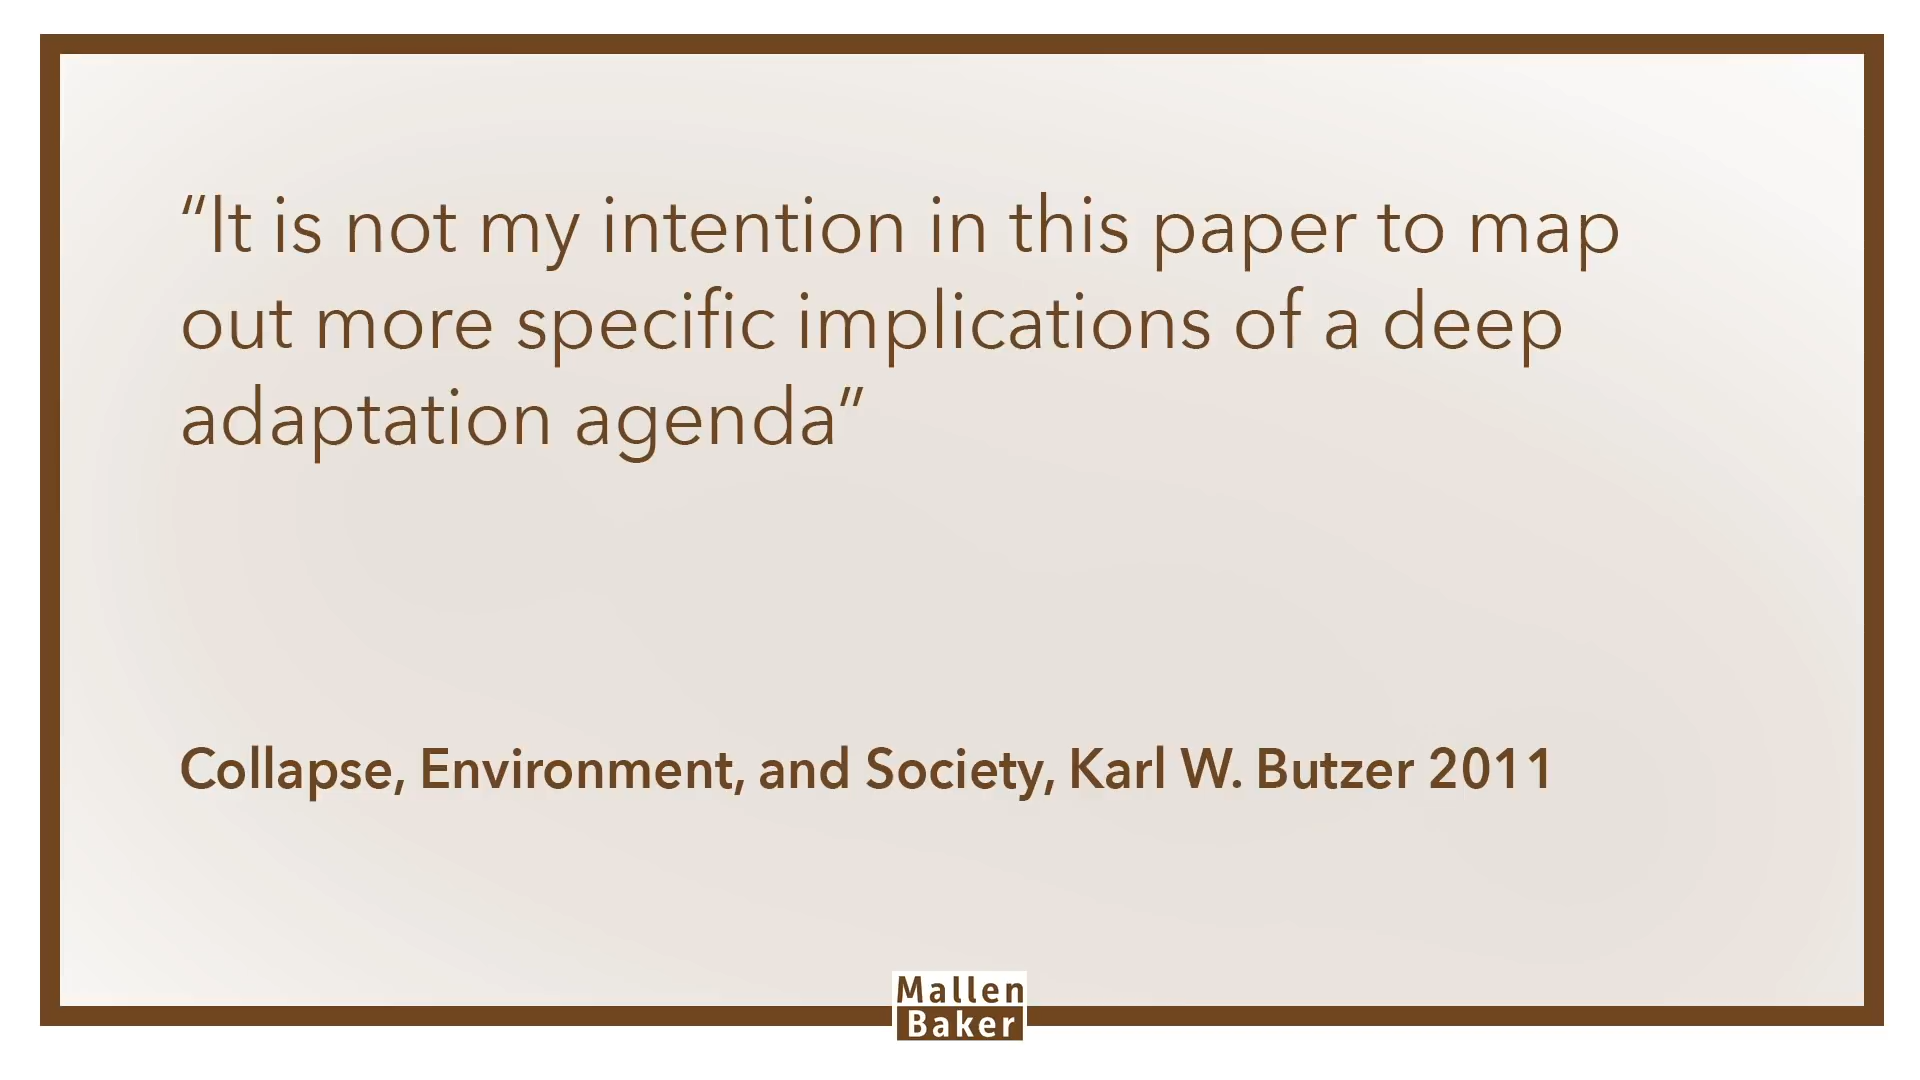 “It is not my intention in this paper to map
out more specific implications of a deep
adaptation agenda”
Collapse, Environment, and Society, Karl W. Butzer 2011
Mallen
Baker